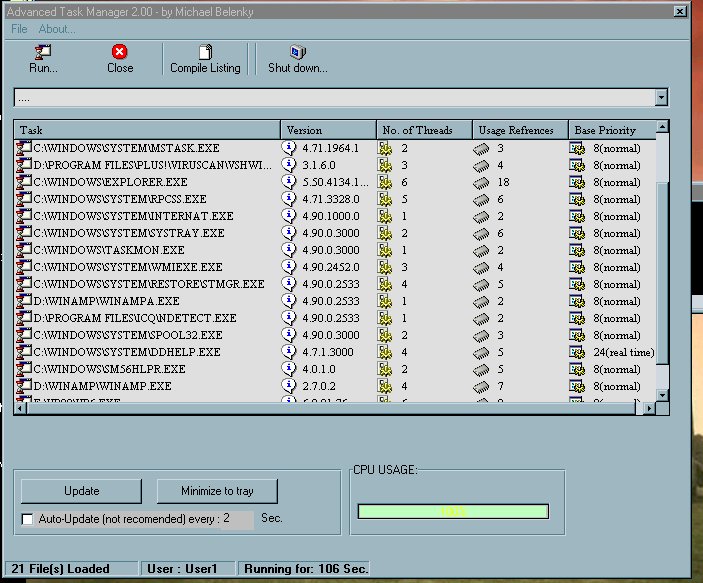 Advanced Task Manager 2.00 - by Michael Belenky
File About...
Run... Close Compile Listing Shut down...
....
Task Version No. of Threads Usage Refrences Base Priority
C:\WINDOWS\SYSTEM\MSTASK.EXE 4.71.1964.1 2 3 8(normal)
D:\PROGRAM FILES\PLUS!\VIRUSCAN\VSHWI... 3.1.6.0 3 4 8(normal)
C:\WINDOWS\EXPLORER.EXE 5.50.4134.1... 6 18 8(normal)
C:\WINDOWS\SYSTEM\RPCSS.EXE 4.71.3328.0 5 6 8(normal)
C:\WINDOWS\SYSTEM\INTERNAT.EXE 4.90.1000.0 1 2 8(normal)
C:\WINDOWS\SYSTEM\SYSTRAY.EXE 4.90.0.3000 2 6 8(normal)
C:\WINDOWS\TASKMON.EXE 4.90.0.3000 1 2 8(normal)
C:\WINDOWS\SYSTEM\WMIEXE.EXE 4.90.2452.0 3 4 8(normal)
C:\WINDOWS\SYSTEM\RESTORE\STMGR.EXE 4.90.0.2533 4 5 8(normal)
D:\WINAMP\WINAMPA.EXE 4.90.0.2533 1 2 8(normal)
D:\PROGRAM FILES\ICQ\NDETECT.EXE 4.90.0.2533 1 2 8(normal)
C:\WINDOWS\SYSTEM\SPOOL32.EXE 4.90.0.3000 2 3 8(normal)
C:\WINDOWS\SYSTEM\DDHELP.EXE 4.7.1.3000 4 5 24(real time)
C:\WINDOWS\SM56HLPR.EXE 4.0.1.0 2 5 8(normal)
D:\WINAMP\WINAMP.EXE 2.7.0.2 4 7 8(normal)
CPU USAGE:
Update Minimize to tray
Auto-Update (not recomended) every : 2 Sec.
21 File(s) Loaded User : User1 Running for: 106 Sec.